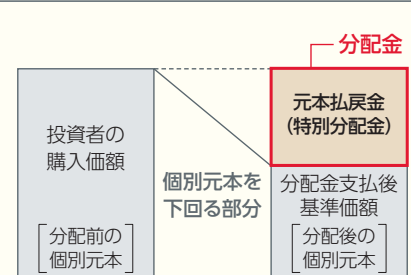 分配金
元本払戻金
(特別分配金)
投資者の
購入価額
個別元本を
下回る部分
分配金支払後
基準価額
[分配前の
個別元本]
[分配後の
個別元本]